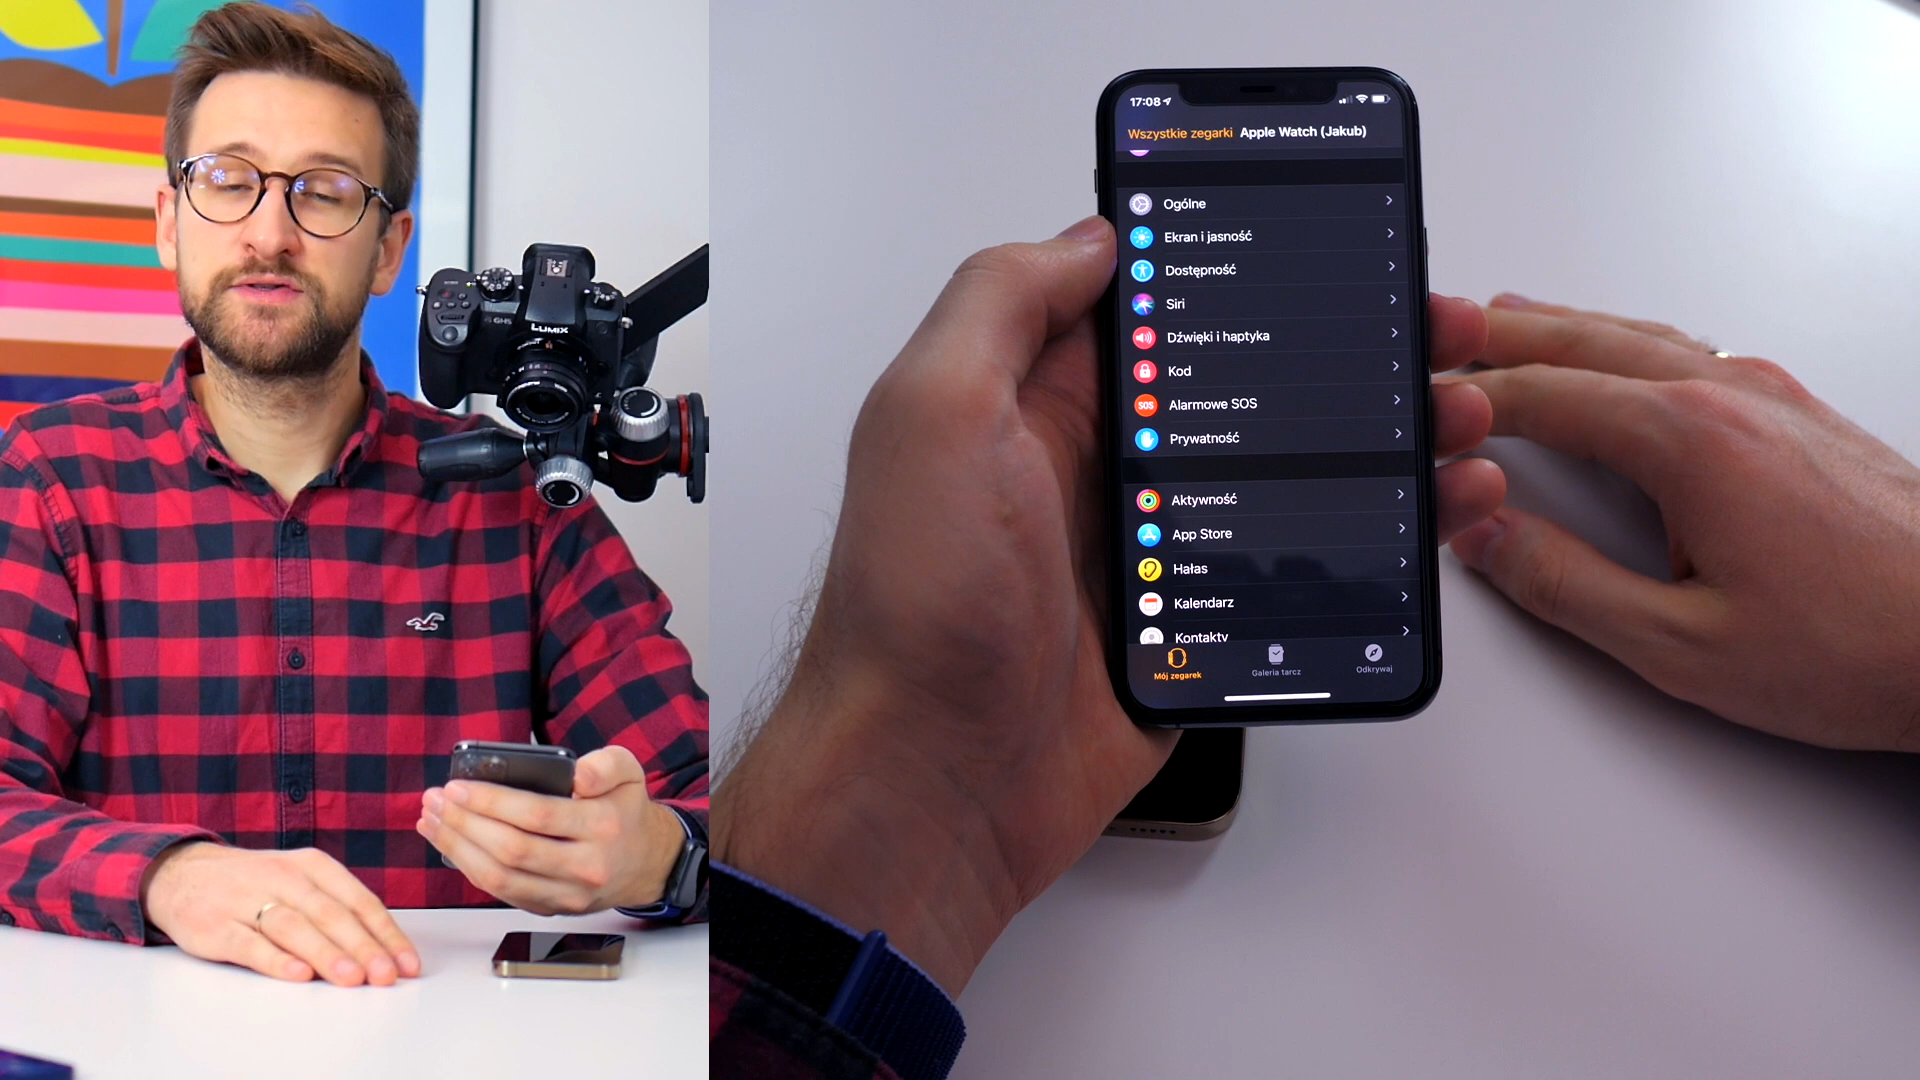 LUMIX
GH5
17:08
Wszystkie zegarki Apple Watch (Jakub)
Ogólne
Ekran i jasność
Dostępność
Siri
Dźwięki i haptyka
Kod
SOS Alarmowe SOS
Prywatność
Aktywność
App Store
Hałas
Kalendarz
Kontakty
Mój zegarek
Galeria tarcz
Odkrywaj